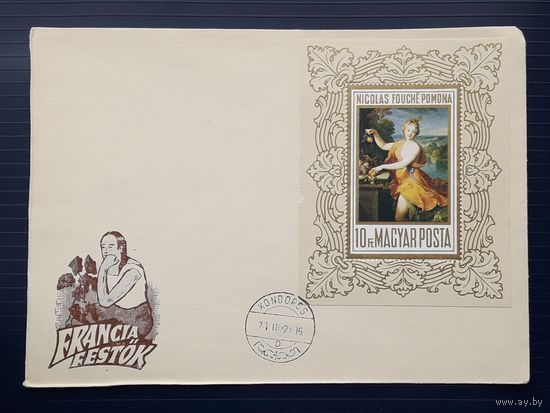 NICOLAS FOUCHÉ POMONA
10 Ft MAGYAR POSTA
KONDOROS
D
FRANCIA
FESTŐK
www.ay.by